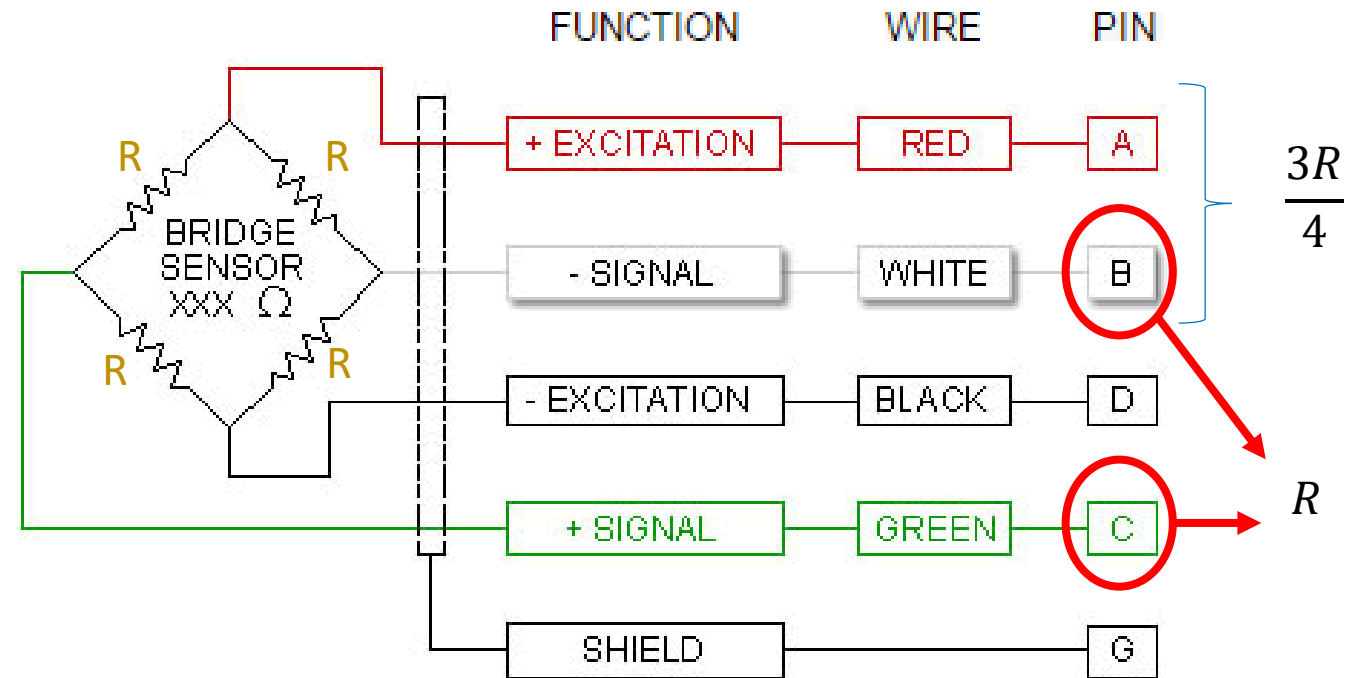 FUNCTION WIRE PIN
+ EXCITATION RED A
R R
BRIDGE
SENSOR
XXX Ω
- SIGNAL WHITE B
3R
4
R R
- EXCITATION BLACK D
+ SIGNAL GREEN C
R
SHIELD G